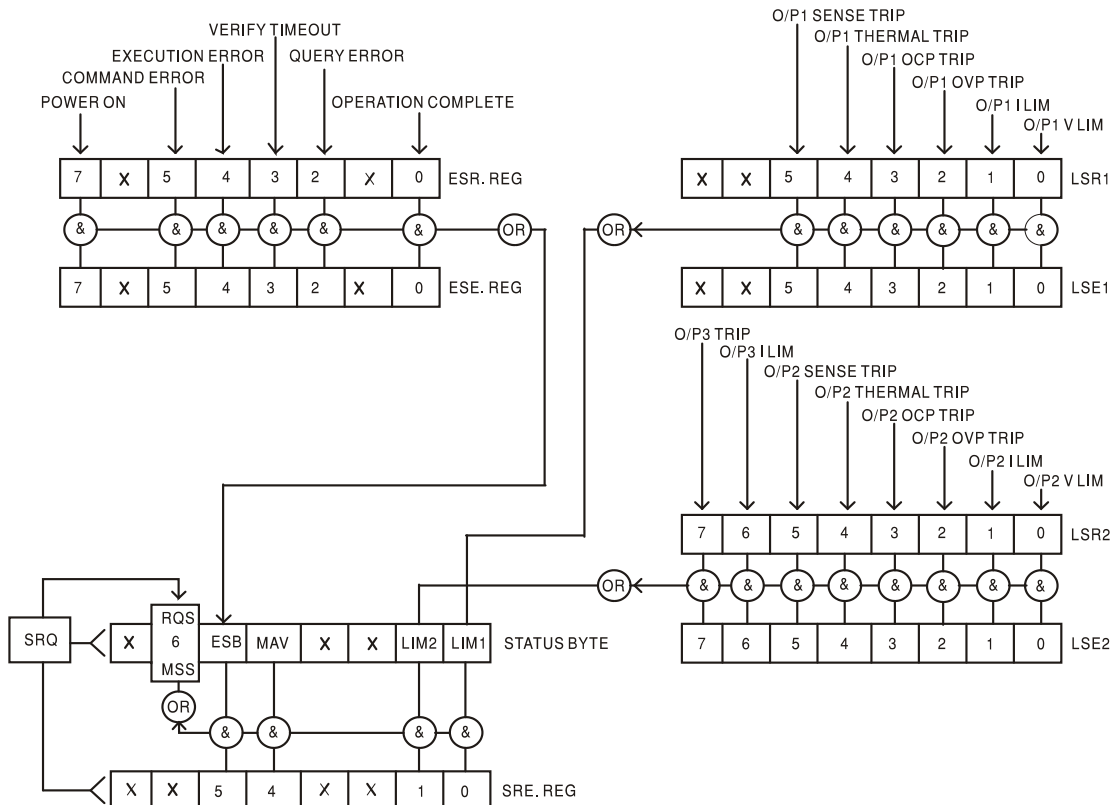 VERIFY TIMEOUT
EXECUTION ERROR QUERY ERROR
COMMAND ERROR
POWER ON OPERATION COMPLETE
7 X 5 4 3 2 X 0 ESR. REG
& & & & & & OR
7 X 5 4 3 2 X 0 ESE. REG
O/P1 SENSE TRIP
O/P1 THERMAL TRIP
O/P1 OCP TRIP
O/P1 OVP TRIP
O/P1 I LIM
O/P1 V LIM
X X 5 4 3 2 1 0 LSR1
OR & & & & & &
X X 5 4 3 2 1 0 LSE1
O/P3 TRIP
O/P3 I LIM
O/P2 SENSE TRIP
O/P2 THERMAL TRIP
O/P2 OCP TRIP
O/P2 OVP TRIP
O/P2 I LIM
O/P2 V LIM
7 6 5 4 3 2 1 0 LSR2
OR & & & & & & & &
7 6 5 4 3 2 1 0 LSE2
RQS
SRQ X 6 ESB MAV X X LIM2 LIM1 STATUS BYTE
MSS
OR
& & & &
X X 5 4 X X 1 0 SRE. REG